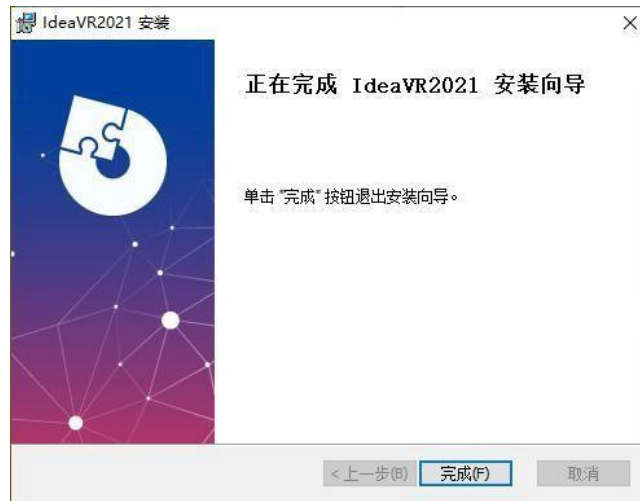 IdeaVR2021 安装
正在完成 IdeaVR2021 安装向导
单击 "完成" 按钮退出安装向导。
<上一步(B) 完成(F) 取消